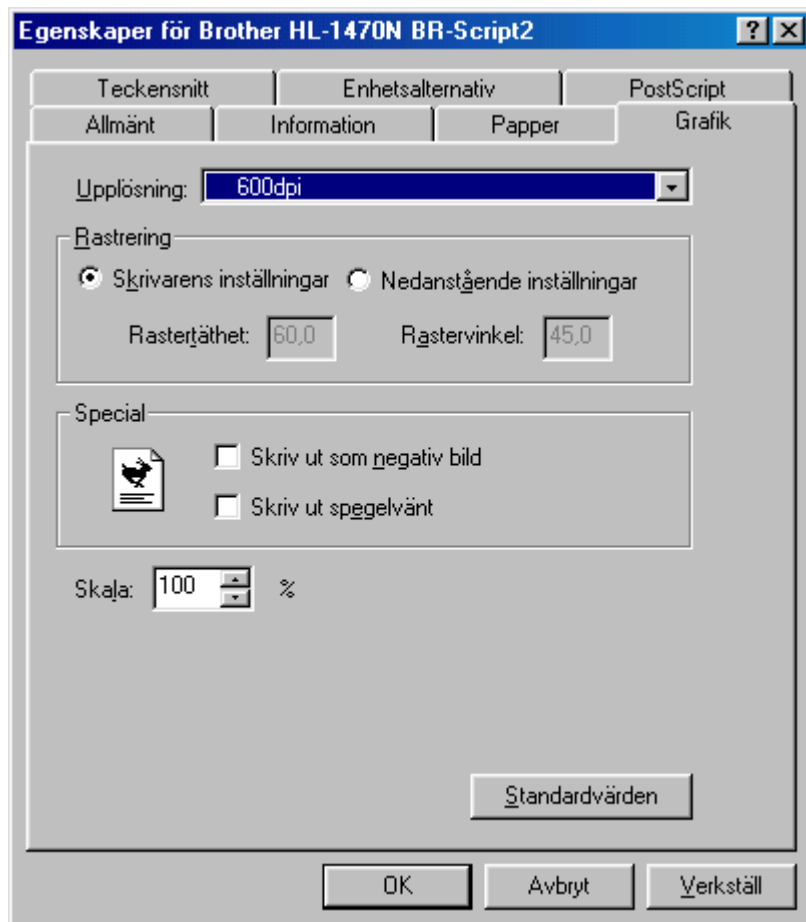 Egenskaper för Brother HL-1470N BR-Script2
Teckensnitt Enhetsalternativ PostScript
Allmänt Information Papper Grafik
Upplösning: 600dpi
Rastrering
Skrivarens inställningar Nedanstående inställningar
Rastertäthet: 60,0 Rastervinkel: 45,0
Special
Skriv ut som negativ bild
Skriv ut spegelvänt
Skala: 100 %
Standardvärden
OK Avbryt Verkställ